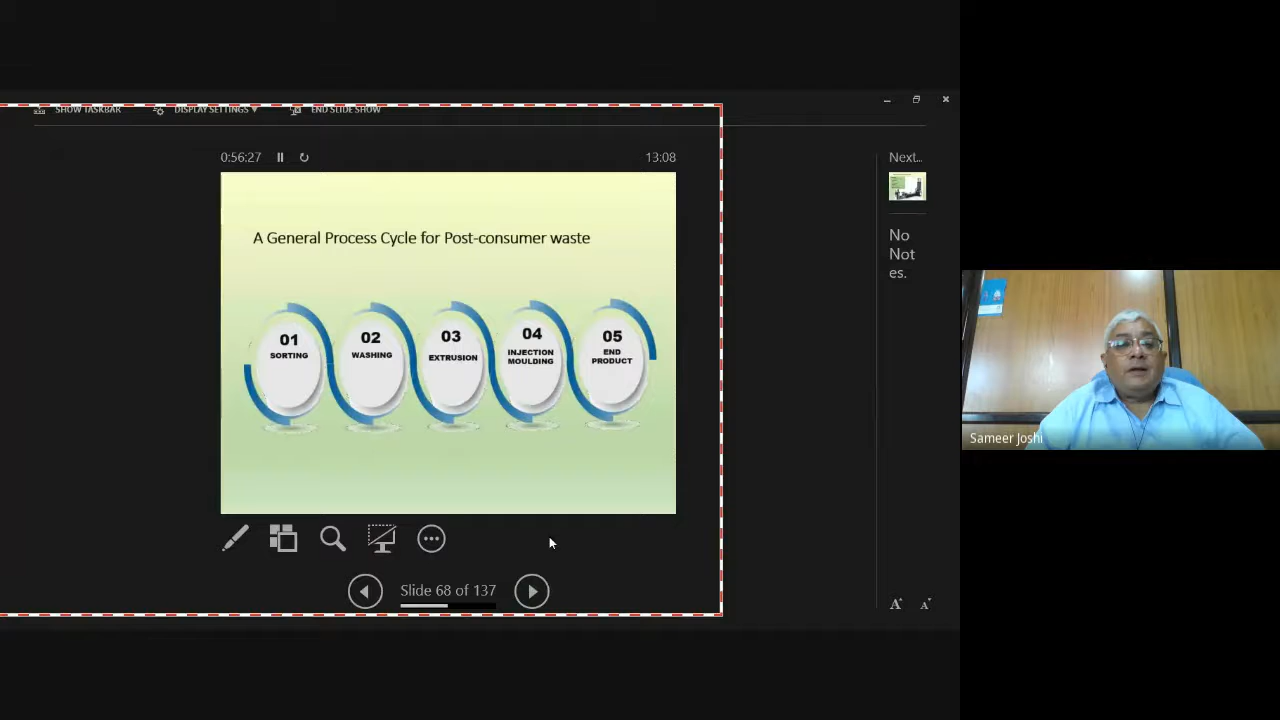 SHOW TASKBAR DISPLAY SETTINGS END SLIDE SHOW
0:56:27 13:08
Next...
A General Process Cycle for Post-consumer waste
No
Not
es.
01
SORTING
02
WASHING
03
EXTRUSION
04
INJECTION
MOULDING
05
END
PRODUCT
Sameer Joshi
Slide 68 of 137
A A